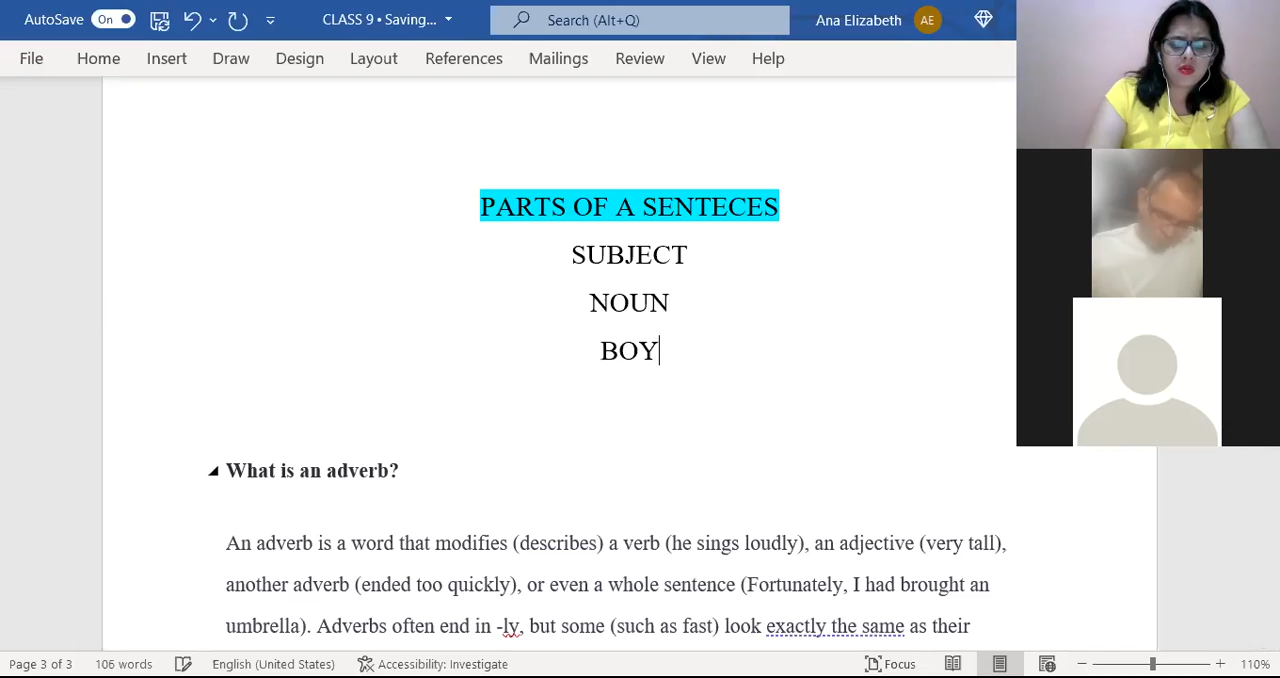 AutoSave On CLASS 9 • Saving... Search (Alt+Q) Ana Elizabeth AE
File Home Insert Draw Design Layout References Mailings Review View Help
PARTS OF A SENTECES
SUBJECT
NOUN
BOY
What is an adverb?
An adverb is a word that modifies (describes) a verb (he sings loudly), an adjective (very tall),
another adverb (ended too quickly), or even a whole sentence (Fortunately, I had brought an
umbrella). Adverbs often end in -ly, but some (such as fast) look exactly the same as their
Page 3 of 3 106 words English (United States) Accessibility: Investigate Focus 110%